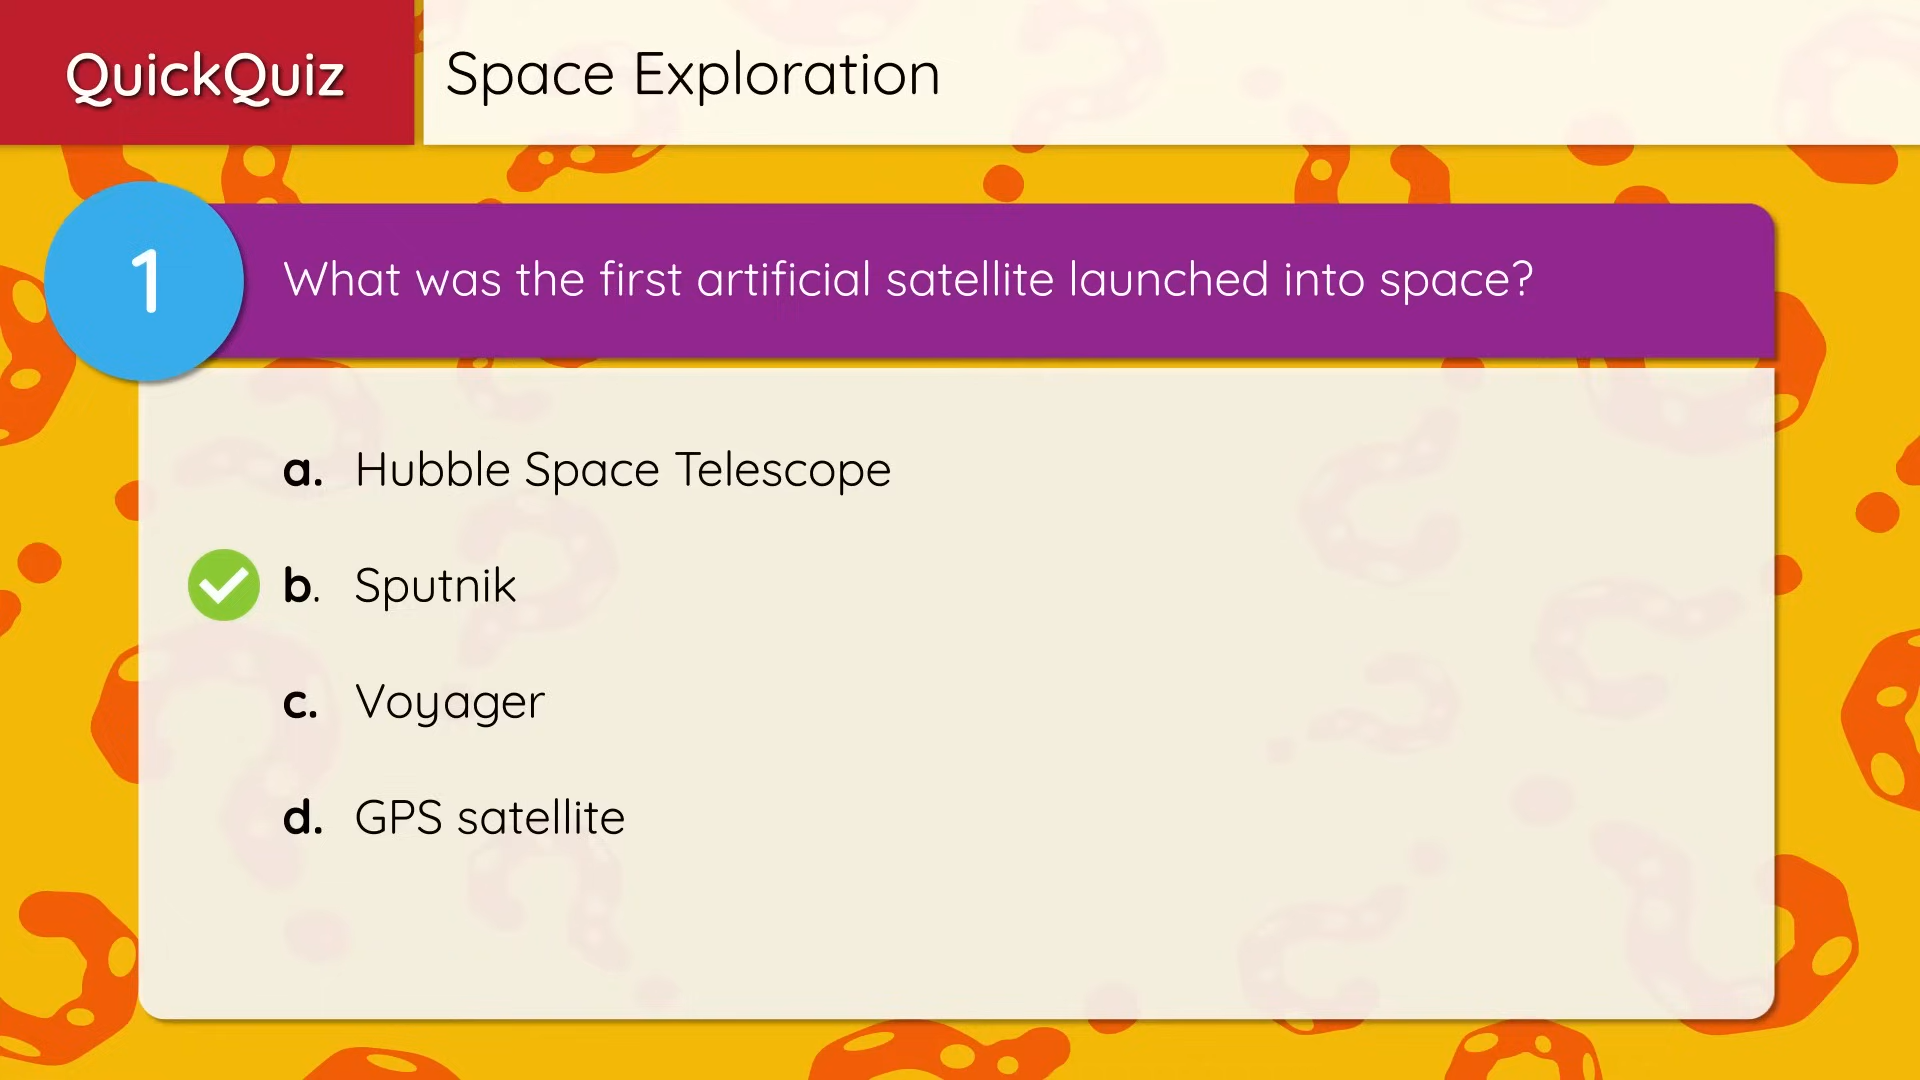 QuickQuiz
Space Exploration
1
What was the first artificial satellite launched into space?
a. Hubble Space Telescope
b. Sputnik
c. Voyager
d. GPS satellite